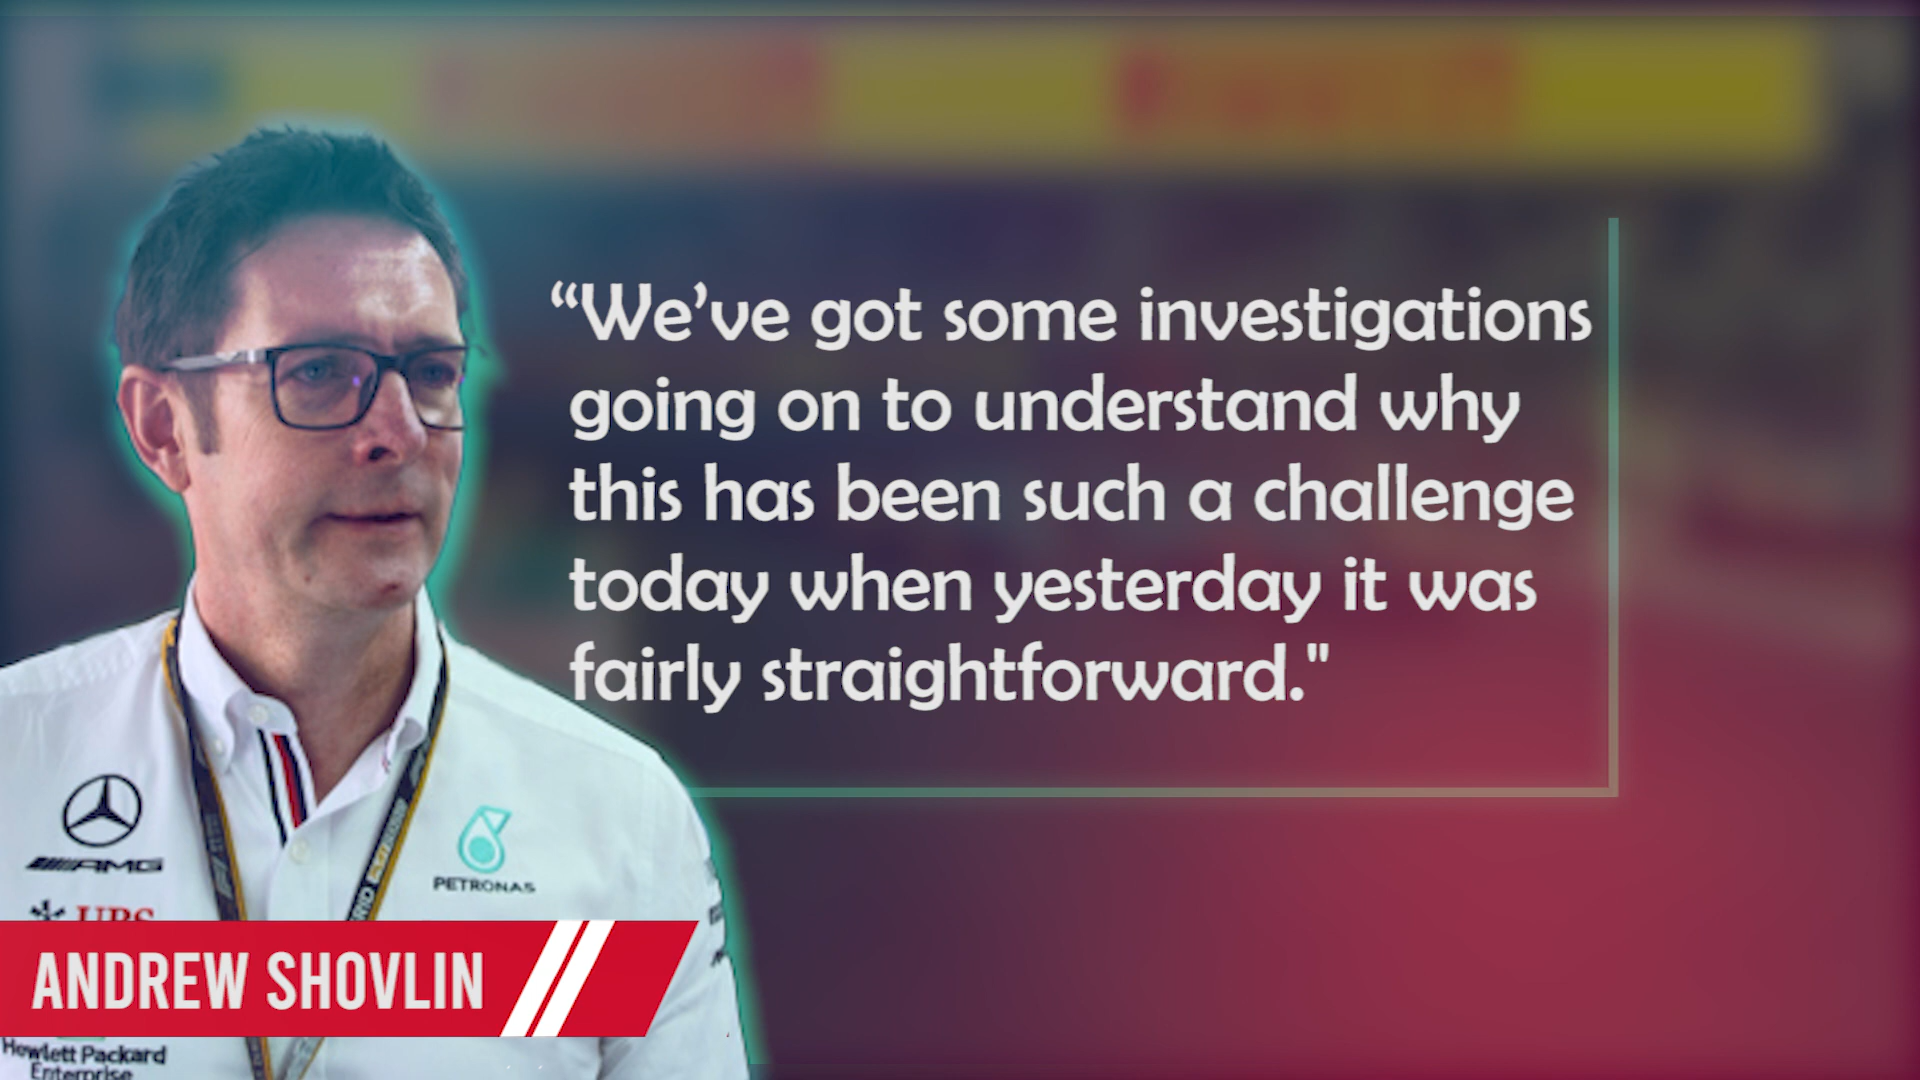 “We’ve got some investigations
going on to understand why
this has been such a challenge
today when yesterday it was
fairly straightforward."
AMG
PETRONAS
UBS
ANDREW SHOVLIN
Hewlett Packard
Enterprise